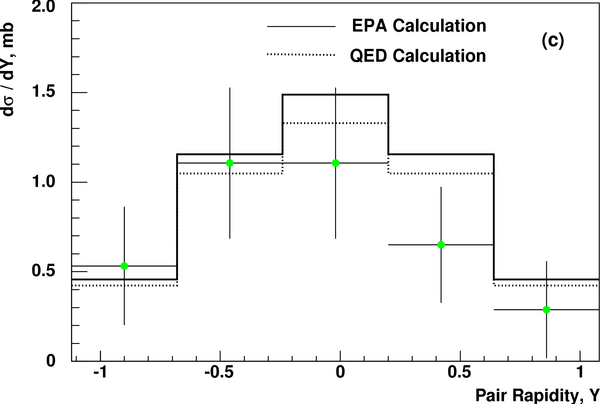 2.0
EPA Calculation
QED Calculation
(c)
dσ / dY, mb
1.5
1.0
0.5
0
-1
-0.5
0
0.5
1
Pair Rapidity, Y